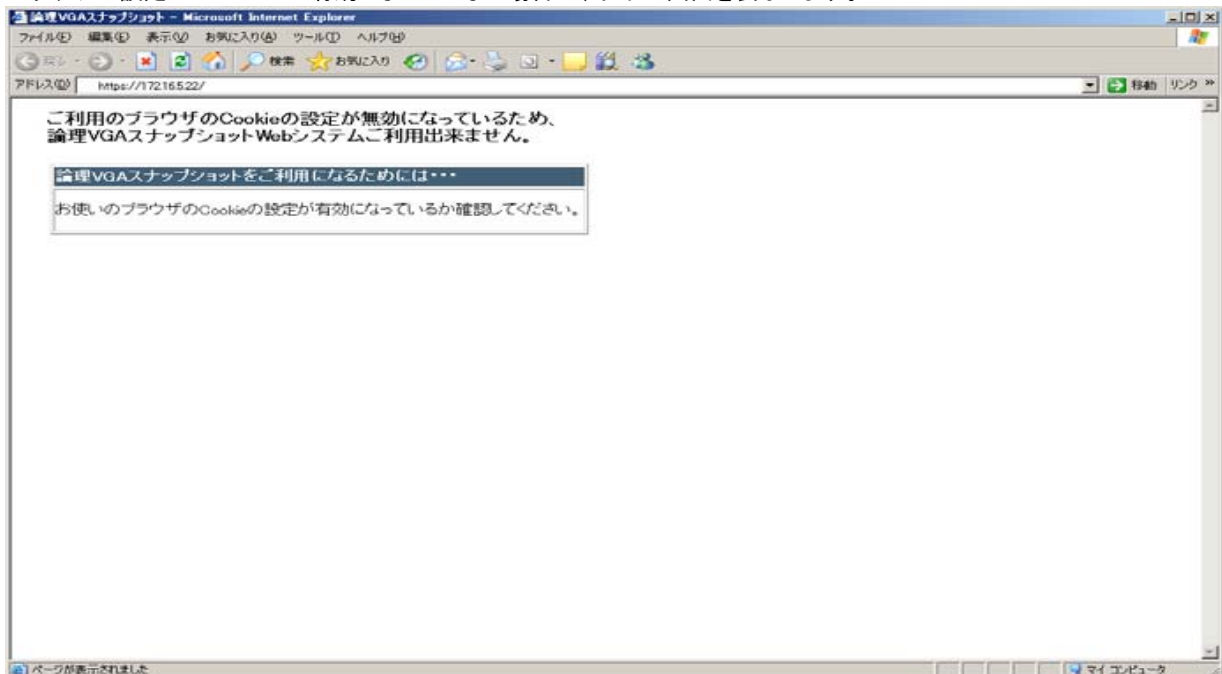 論理VGAスナップショット - Microsoft Internet Explorer
ファイル(F) 編集(E) 表示(V) お気に入り(A) ツール(T) ヘルプ(H)
戻る 検索 お気に入り
アドレス(D) https://172.16.5.22/ 移動 リンク »
ご利用のブラウザのCookieの設定が無効になっているため、
論理VGAスナップショットWebシステムご利用出来ません。
論理VGAスナップショットをご利用になるためには・・・
お使いのブラウザのCookieの設定が有効になっているか確認してください。
ページが表示されました マイ コンピュータ